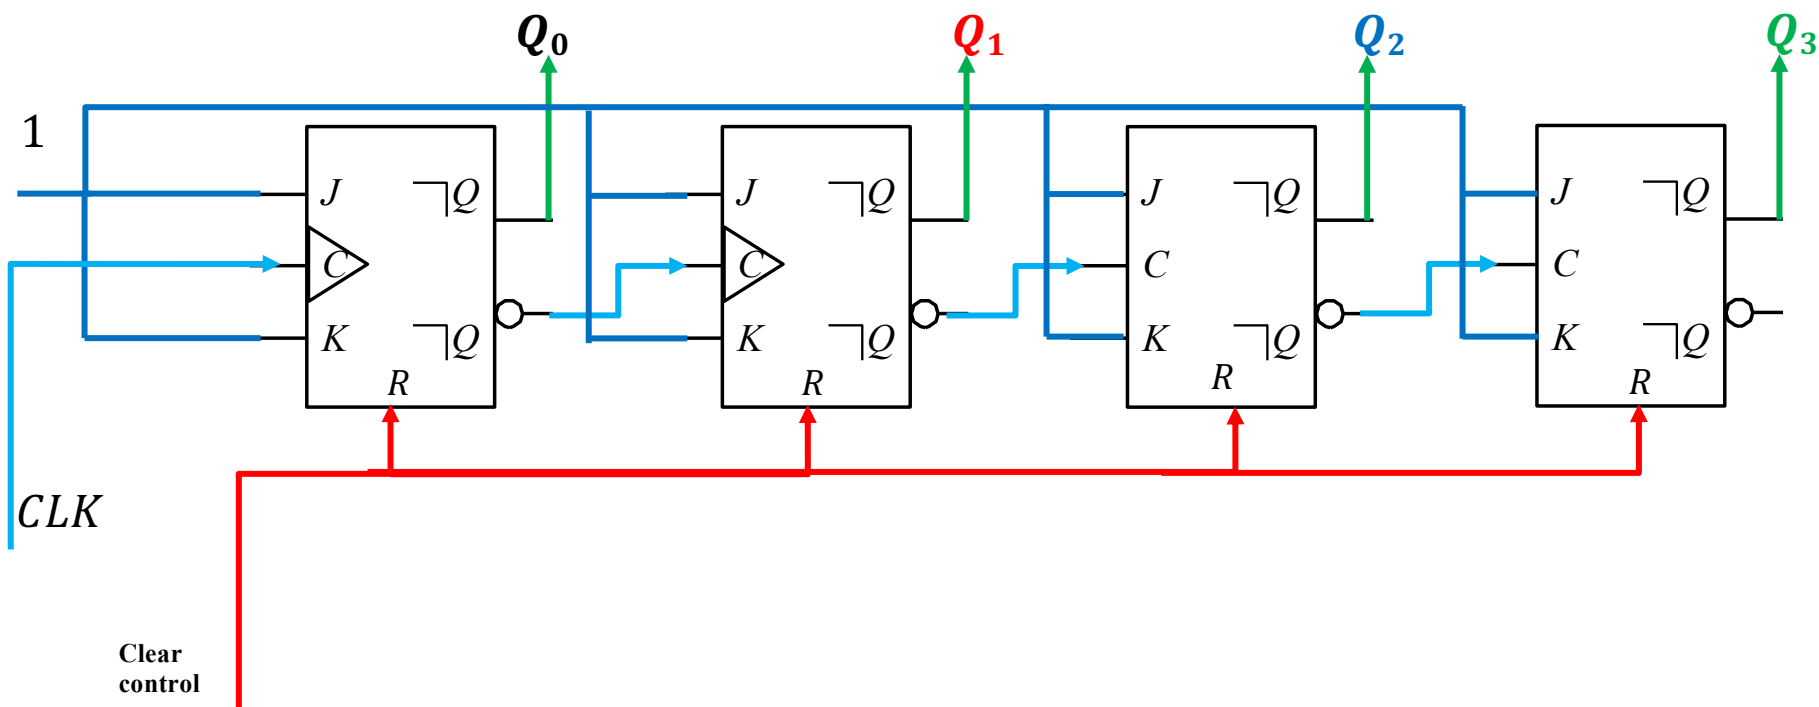 Q₀ Q₁ Q₂ Q₃
1
J ¬Q J ¬Q J ¬Q J ¬Q
C C C C
K ¬Q K ¬Q K ¬Q K ¬Q
R R R R
CLK
Clear
control